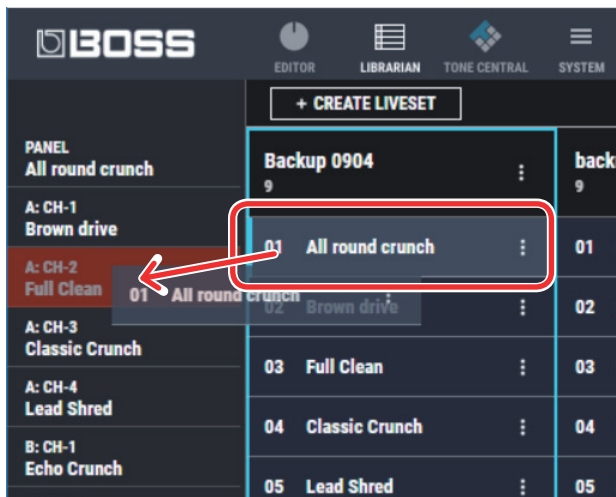 BOSS
EDITOR
LIBRARIAN
TONE CENTRAL
SYSTEM
+ CREATE LIVESET
PANEL
All round crunch
A: CH-1
Brown drive
A: CH-2
Full Clean
A: CH-3
Classic Crunch
A: CH-4
Lead Shred
B: CH-1
Echo Crunch
01 All round crunch
Backup 0904
9
01 All round crunch
02 Brown drive
03 Full Clean
04 Classic Crunch
05 Lead Shred
back
9
01
02
03
04
05